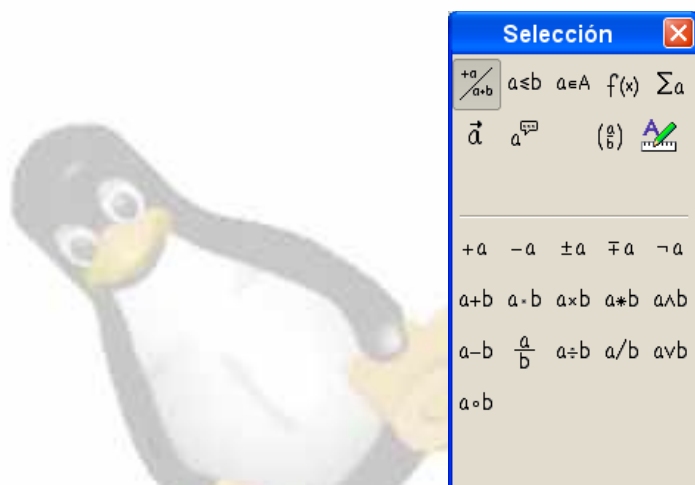 Selección
+a/a+b a≤b a∈A f(x) Σa
a⃗ a (a/b) A
+a −a ±a ∓a ¬a
a+b a·b a×b a∗b a∧b
a−b a/b a÷b a/b a∨b
a∘b